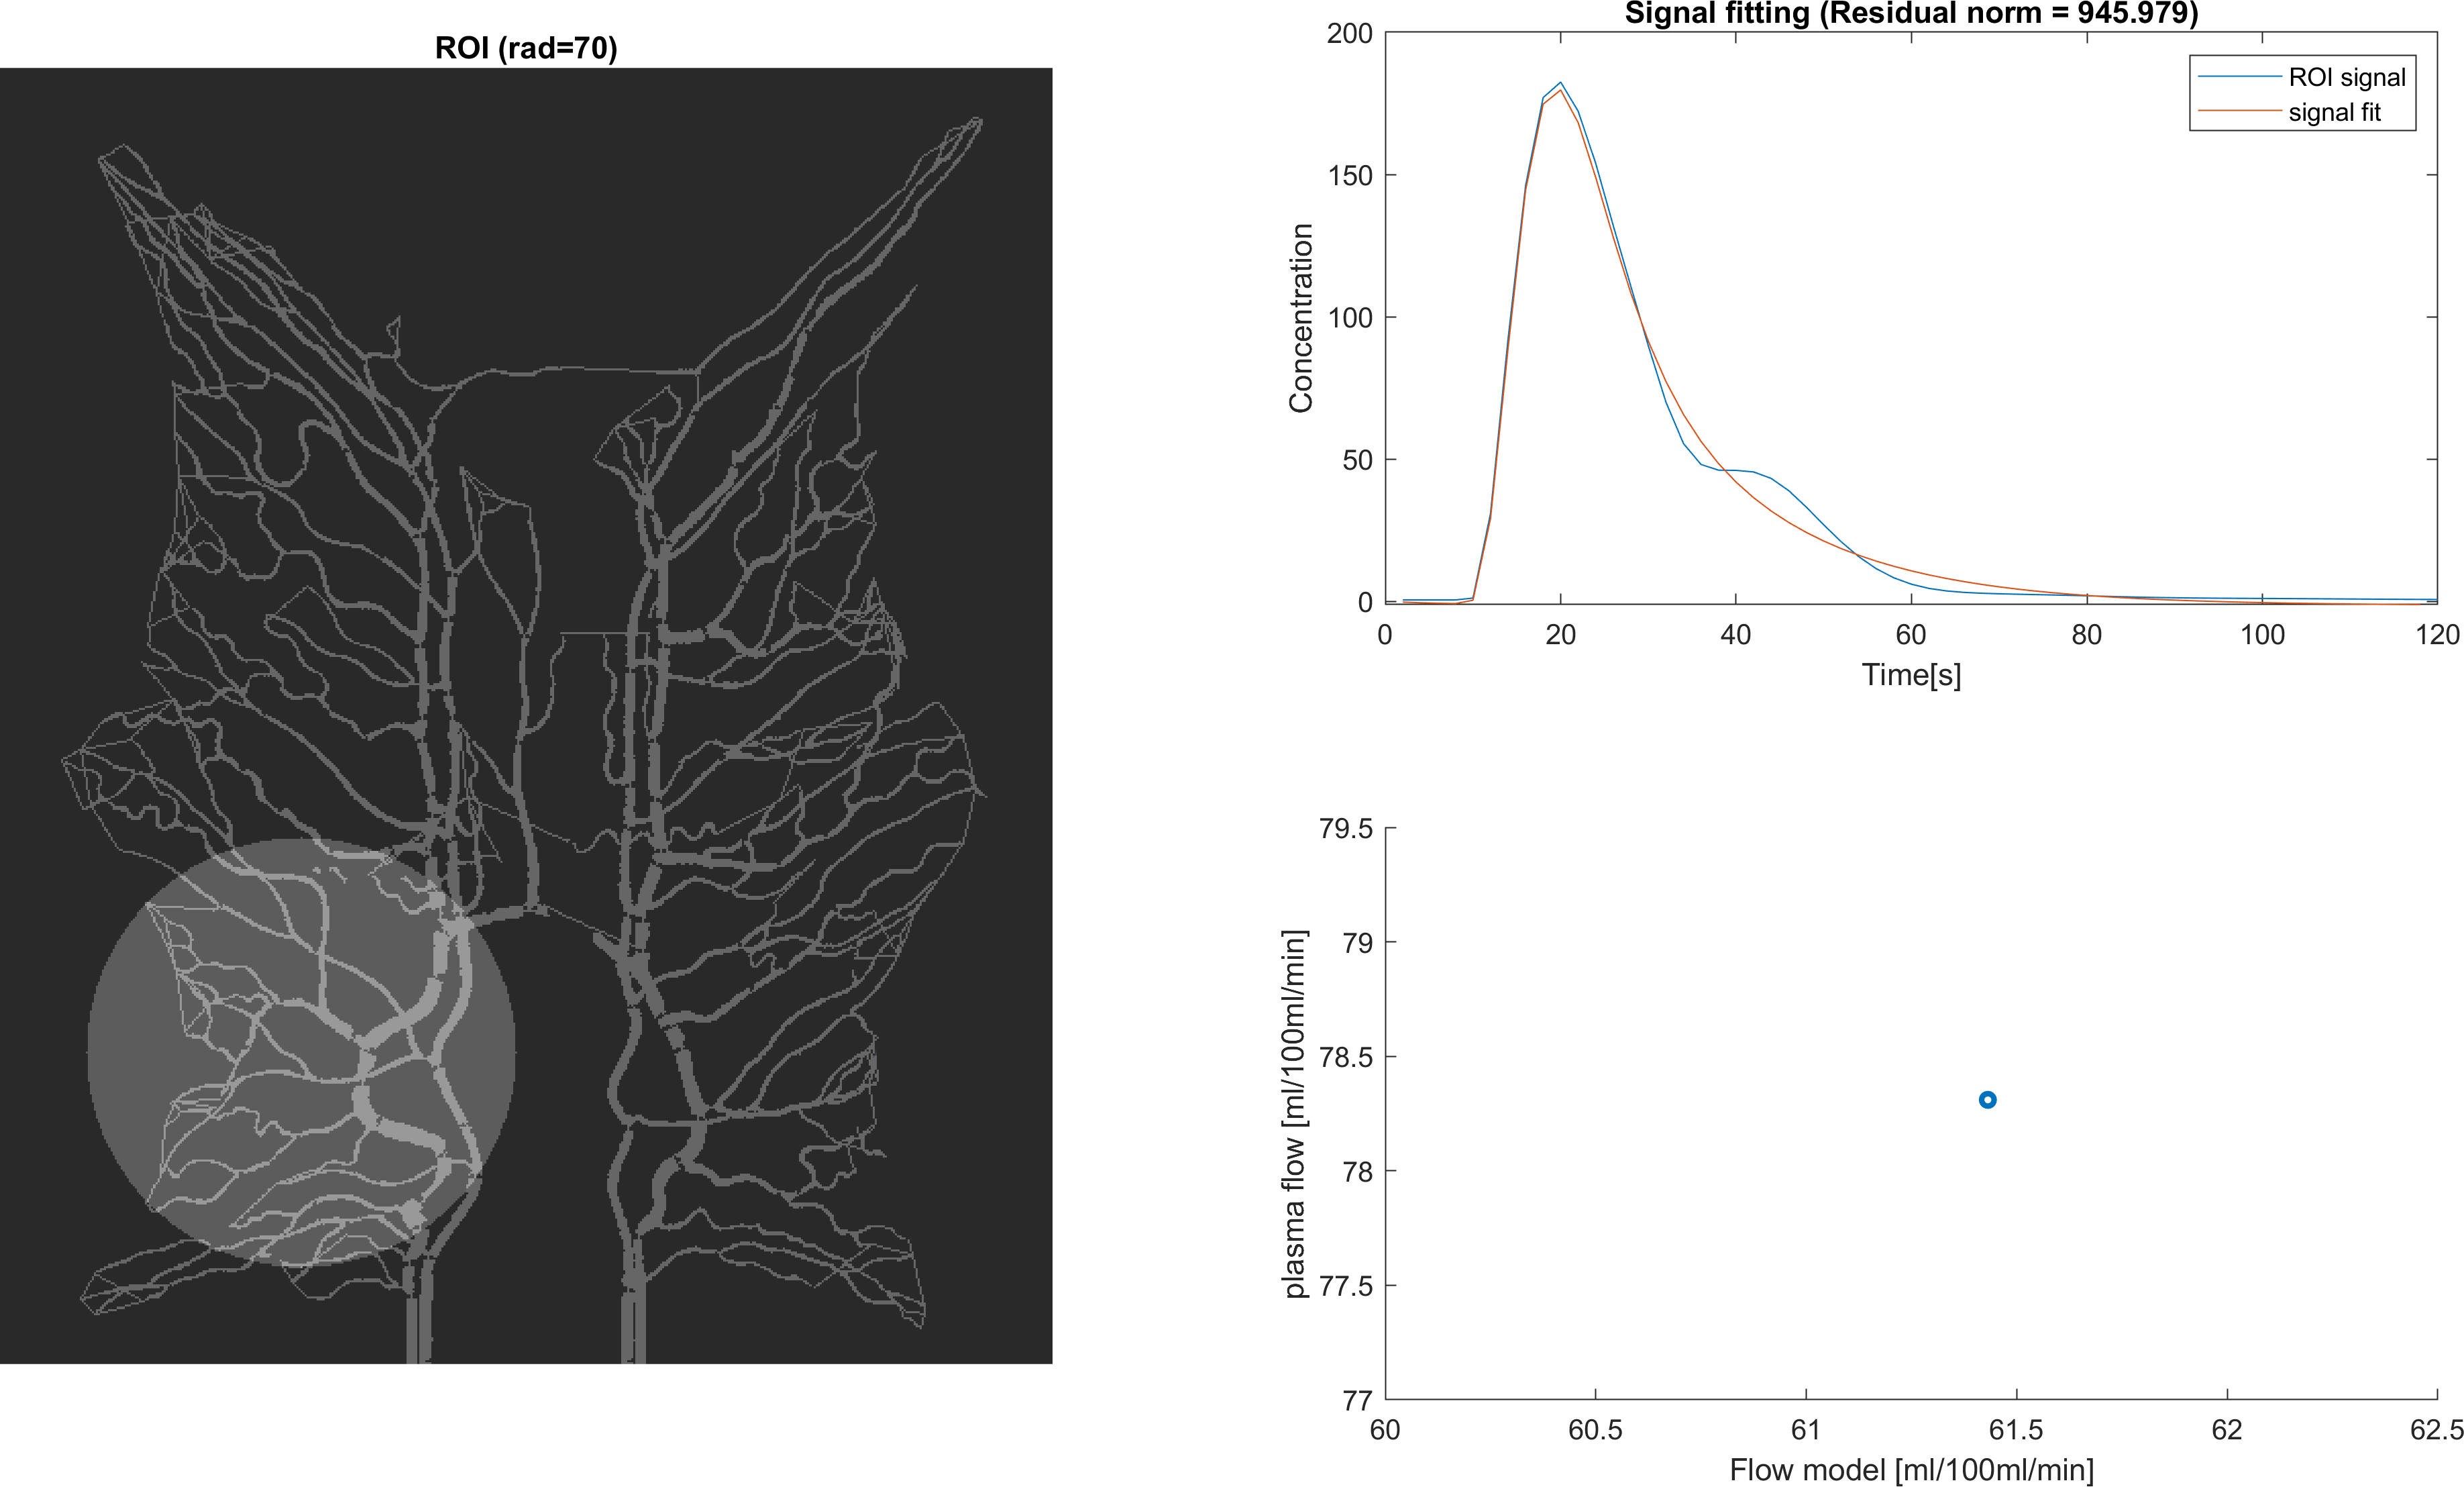 ROI (rad=70)
Signal fitting (Residual norm = 945.979)
200
150
100
50
0
Concentration
ROI signal
signal fit
0 20 40 60 80 100 120
Time[s]
79.5
79
78.5
78
77.5
77
plasma flow [ml/100ml/min]
60 60.5 61 61.5 62 62.5
Flow model [ml/100ml/min]